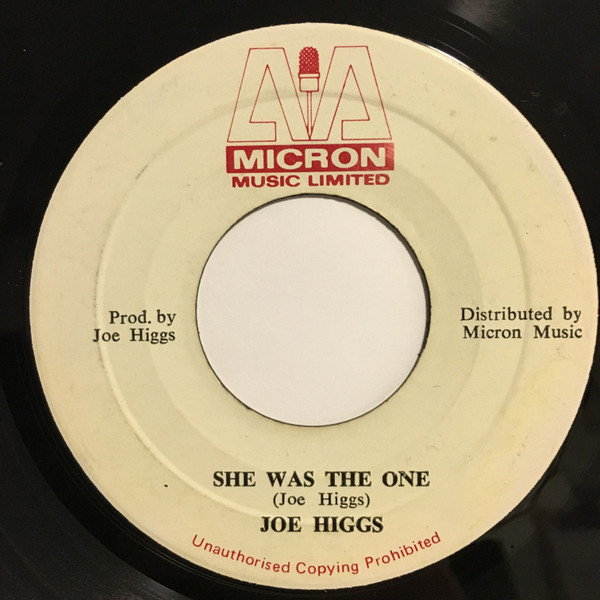 MICRON
MUSIC LIMITED
Prod. by
Joe Higgs
Distributed by
Micron Music
SHE WAS THE ONE
(Joe Higgs)
JOE HIGGS
Unauthorised Copying Prohibited